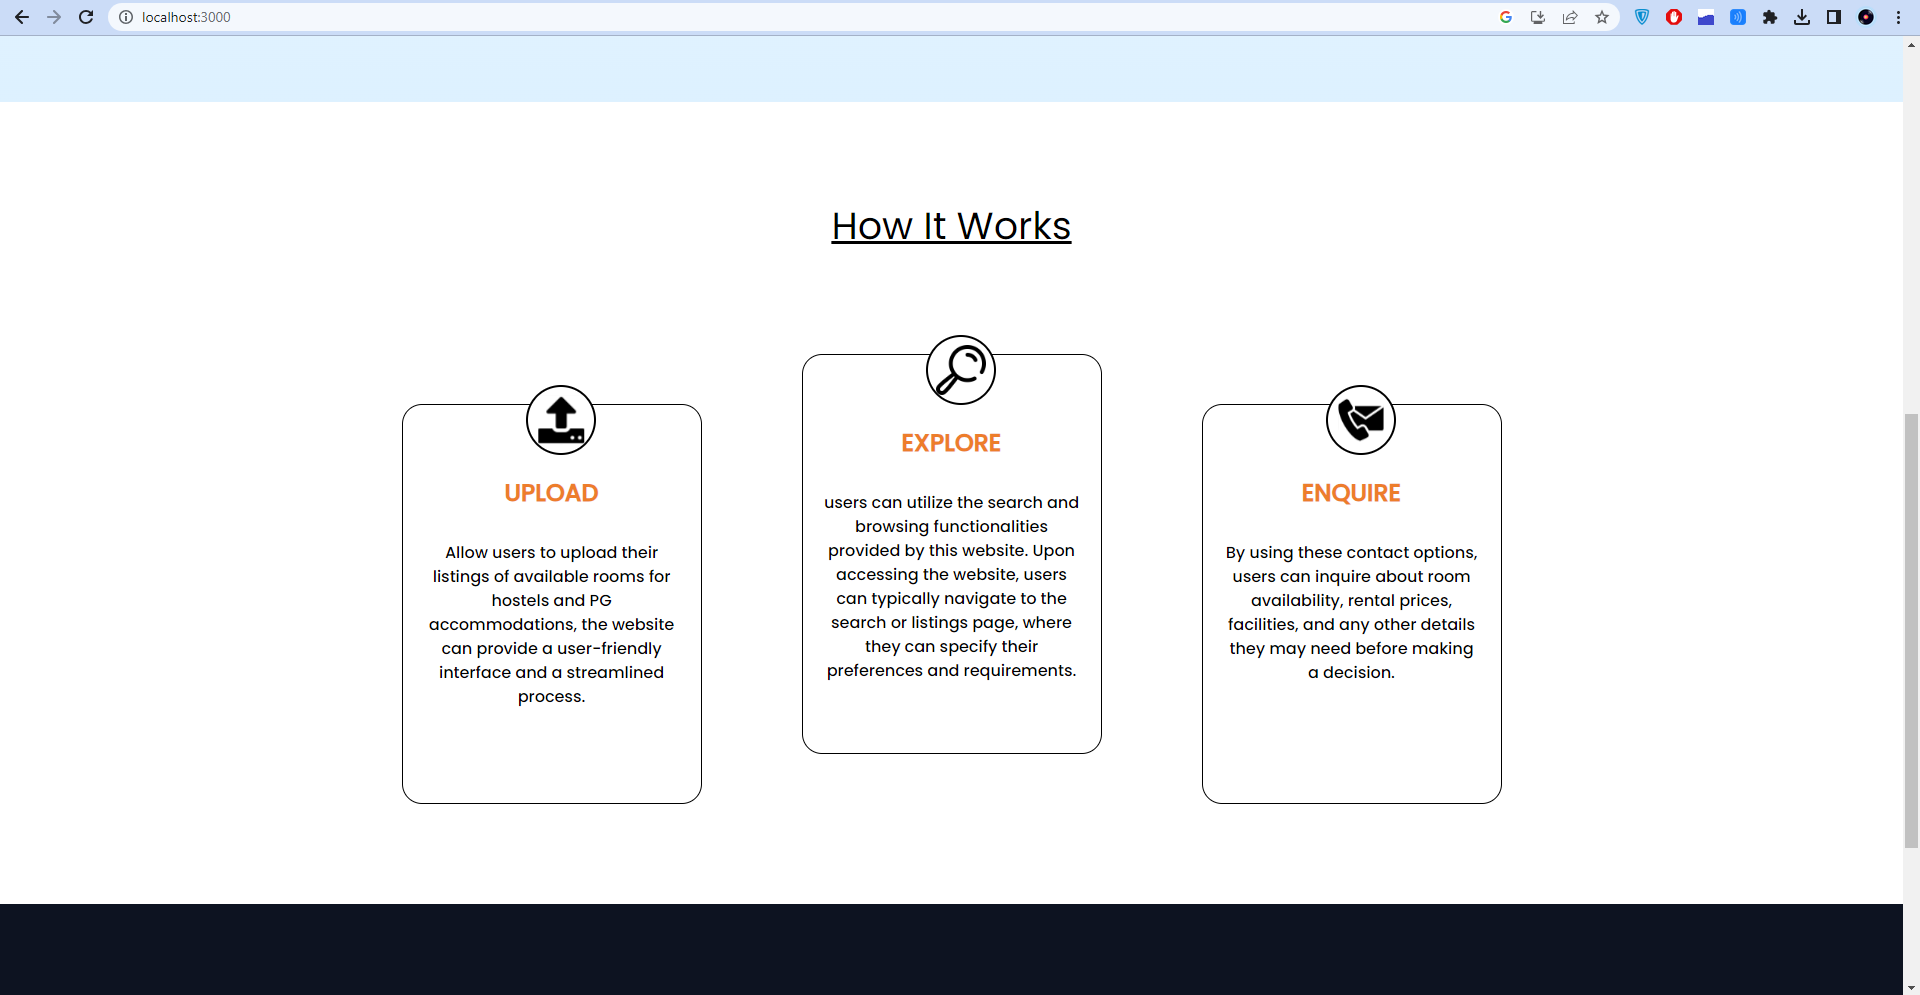 localhost:3000
How It Works
UPLOAD
Allow users to upload their
listings of available rooms for
hostels and PG
accommodations, the website
can provide a user-friendly
interface and a streamlined
process.
EXPLORE
users can utilize the search and
browsing functionalities
provided by this website. Upon
accessing the website, users
can typically navigate to the
search or listings page, where
they can specify their
preferences and requirements.
ENQUIRE
By using these contact options,
users can inquire about room
availability, rental prices,
facilities, and any other details
they may need before making
a decision.